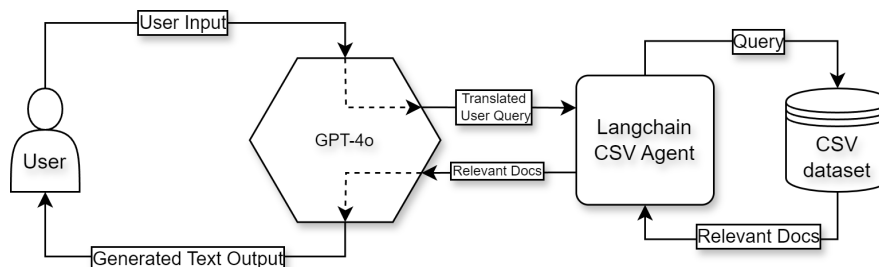 User Input
Query
Translated
User Query
GPT-4o
Langchain
CSV Agent
CSV
dataset
User
Relevant Docs
Relevant Docs
Generated Text Output